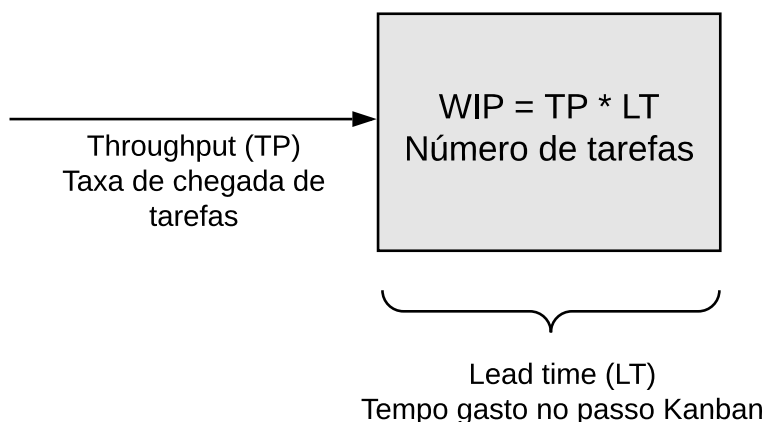 WIP = TP * LT
Número de tarefas
Throughput (TP)
Taxa de chegada de
tarefas
Lead time (LT)
Tempo gasto no passo Kanban